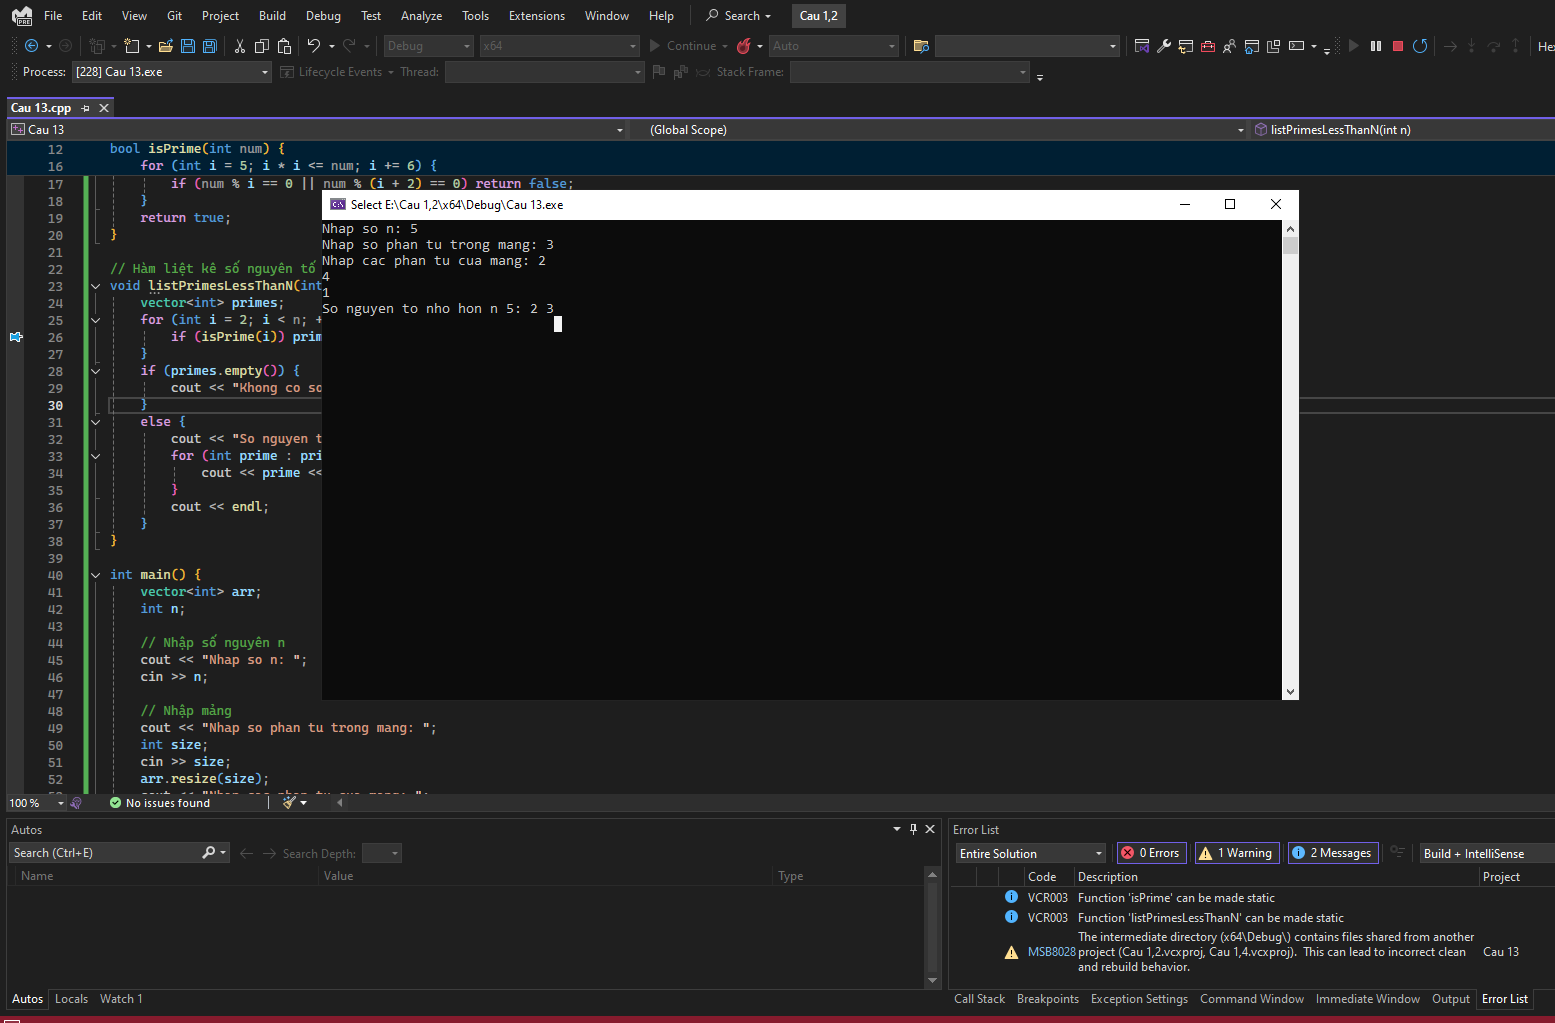 File Edit View Git Project Build Debug Test Analyze Tools Extensions Window Help Search Cau 1,2
PRE
Debug x64 Continue Auto Hex
Process: [228] Cau 13.exe Lifecycle Events Thread: Stack Frame:
Cau 13.cpp
Cau 13 (Global Scope) listPrimesLessThanN(int n)
12 bool isPrime(int num) {
16 for (int i = 5; i * i <= num; i += 6) {
17 if (num % i == 0 || num % (i + 2) == 0) return false;
18 }
19 return true;
20 }
21
22 // Hàm liệt kê số nguyên tố
23 void listPrimesLessThanN(int
24 vector<int> primes;
25 for (int i = 2; i < n; +
26 if (isPrime(i)) prim
27 }
28 if (primes.empty()) {
29 cout << "Khong co so
30 }
31 else {
32 cout << "So nguyen t
33 for (int prime : pri
34 cout << prime <<
35 }
36 cout << endl;
37 }
38 }
39
40 int main() {
41 vector<int> arr;
42 int n;
43
44 // Nhập số nguyên n
45 cout << "Nhap so n: ";
46 cin >> n;
47
48 // Nhập mảng
49 cout << "Nhap so phan tu trong mang: ";
50 int size;
51 cin >> size;
52 arr.resize(size);
Select E:\Cau 1,2\x64\Debug\Cau 13.exe
Nhap so n: 5
Nhap so phan tu trong mang: 3
Nhap cac phan tu cua mang: 2
4
1
So nguyen to nho hon n 5: 2 3
100 % No issues found
Autos
Search (Ctrl+E) Search Depth:
Name Value Type
Autos Locals Watch 1
Error List
Entire Solution 0 Errors 1 Warning 2 Messages Build + IntelliSense
Code Description Project
VCR003 Function 'isPrime' can be made static
VCR003 Function 'listPrimesLessThanN' can be made static
The intermediate directory (x64\Debug\) contains files shared from another
MSB8028 project (Cau 1,2.vcxproj, Cau 1,4.vcxproj). This can lead to incorrect clean Cau 13
and rebuild behavior.
Call Stack Breakpoints Exception Settings Command Window Immediate Window Output Error List